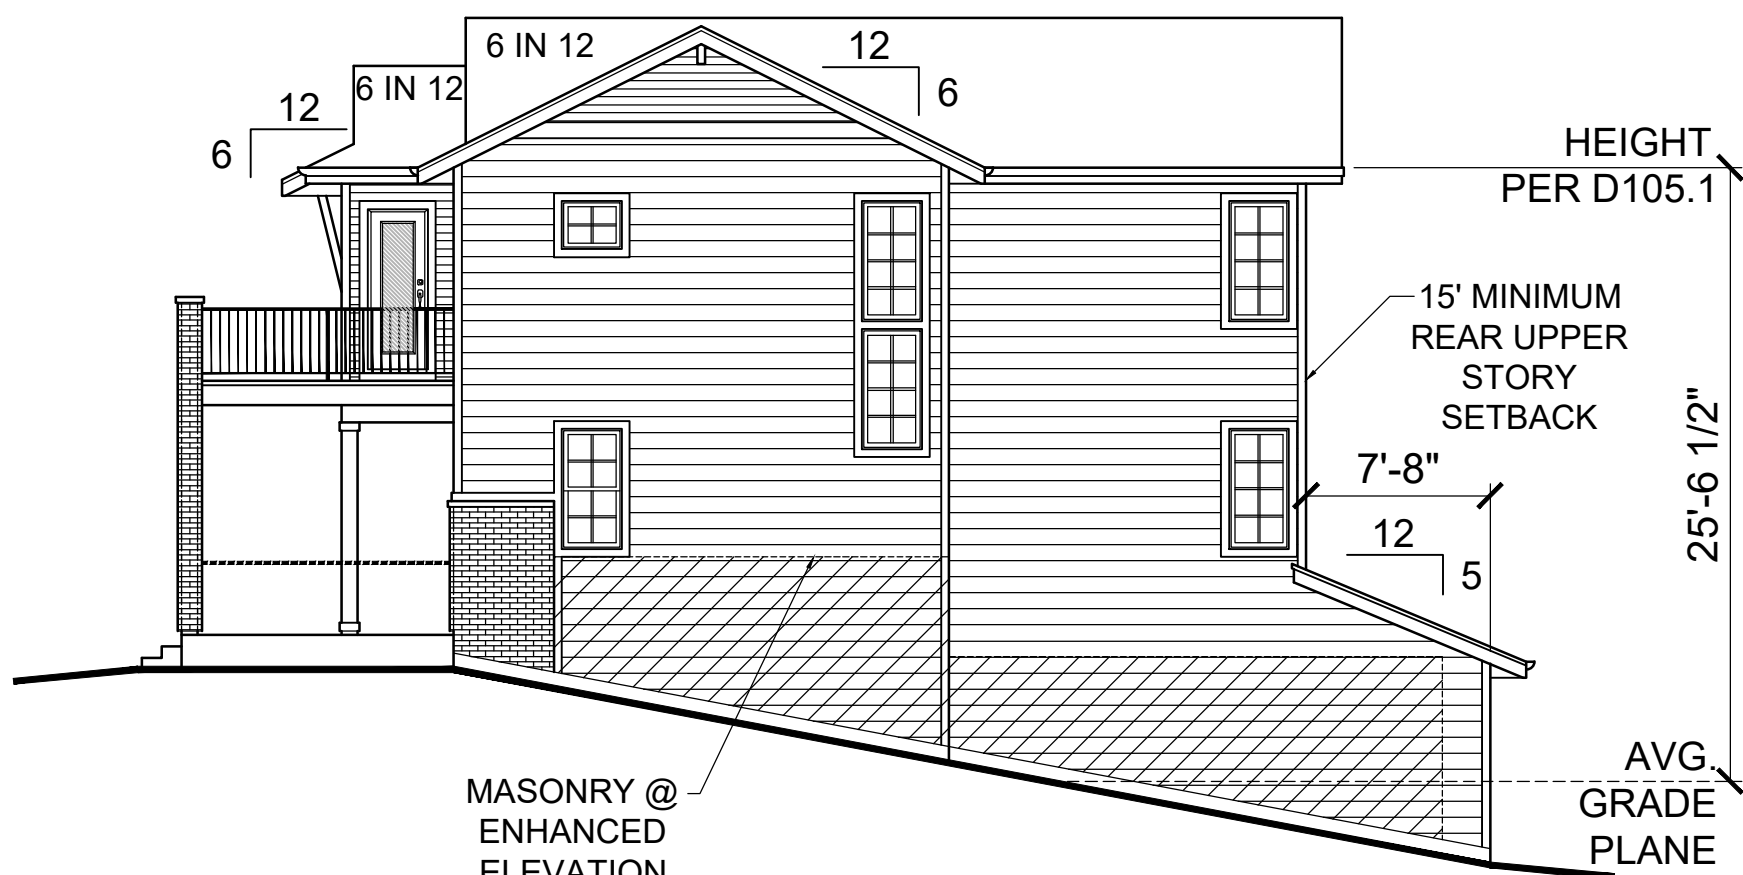 6 IN 12
12
6
6 IN 12
12
6
HEIGHT
PER D105.1
15' MINIMUM
REAR UPPER
STORY
SETBACK
7'-8"
12
5
25'-6 1/2"
MASONRY @
ENHANCED
ELEVATION
AVG.
GRADE
PLANE